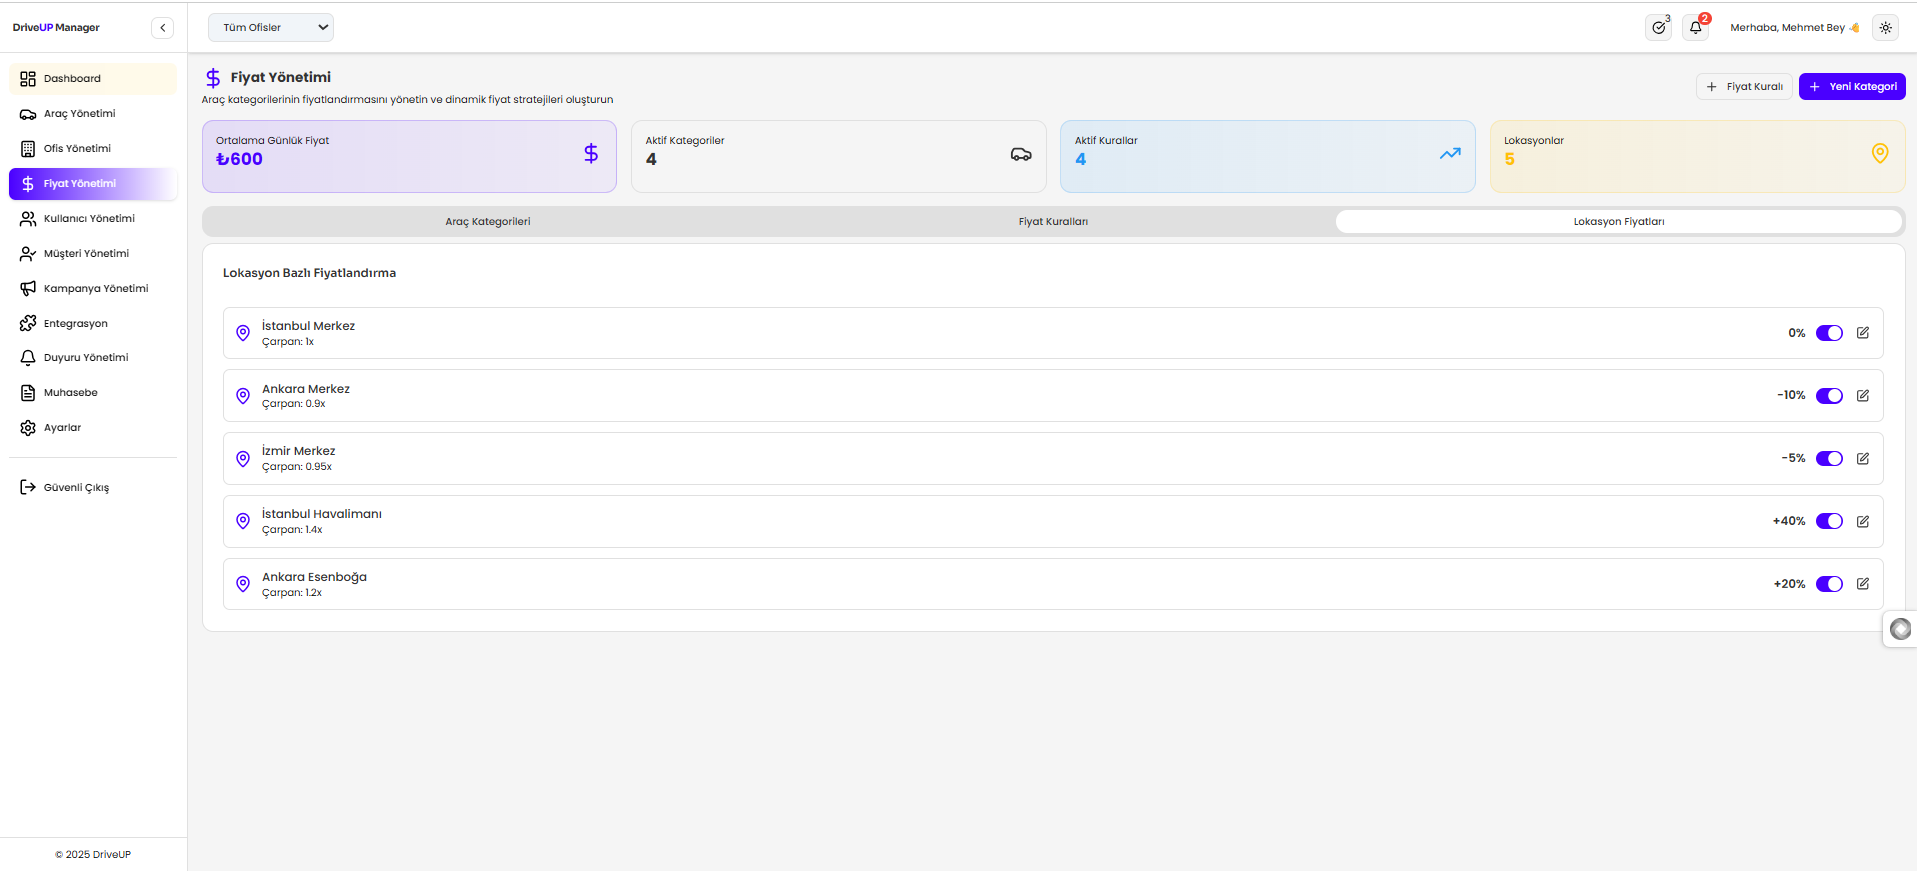 DriveUP Manager
Tüm Ofisler
3
2
Merhaba, Mehmet Bey
Dashboard
Araç Yönetimi
Ofis Yönetimi
Fiyat Yönetimi
Kullanıcı Yönetimi
Müşteri Yönetimi
Kampanya Yönetimi
Entegrasyon
Duyuru Yönetimi
Muhasebe
Ayarlar
Güvenli Çıkış
© 2025 DriveUP
Fiyat Yönetimi
Araç kategorilerinin fiyatlandırmasını yönetin ve dinamik fiyat stratejileri oluşturun
Fiyat Kuralı
Yeni Kategori
Ortalama Günlük Fiyat
₺600
Aktif Kategoriler
4
Aktif Kurallar
4
Lokasyonlar
5
Araç Kategorileri
Fiyat Kuralları
Lokasyon Fiyatları
Lokasyon Bazlı Fiyatlandırma
İstanbul Merkez
Çarpan: 1x
0%
Ankara Merkez
Çarpan: 0.9x
-10%
İzmir Merkez
Çarpan: 0.95x
-5%
İstanbul Havalimanı
Çarpan: 1.4x
+40%
Ankara Esenboğa
Çarpan: 1.2x
+20%